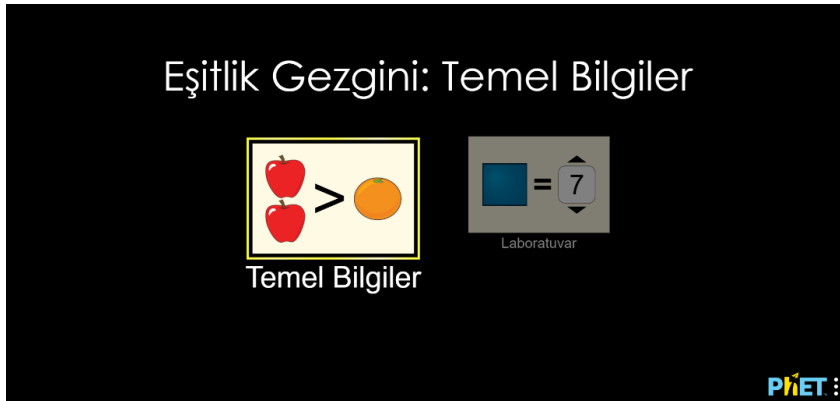 Eşitlik Gezgini: Temel Bilgiler
>
= 7
Temel Bilgiler
Laboratuvar
PhET